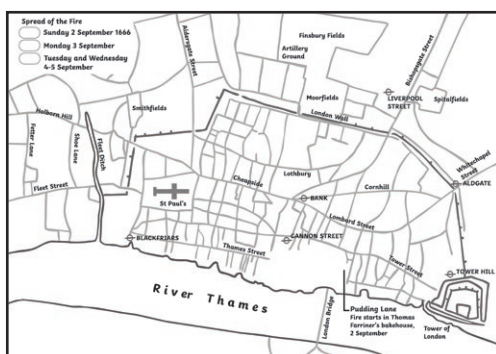 Spread of the Fire
Sunday 2 September 1666
Monday 3 September
Tuesday and Wednesday
4-5 September
Aldersgate Street
Finsbury Fields
Artillery
Ground
Bishopsgate Street
Moorfields
LIVERPOOL
STREET
Spitalfields
Smithfields
London Wall
Holborn Hill
Fetter Lane
Shoe Lane
Fleet Ditch
Whitechapel
Street
ALDGATE
Lothbury
Cheapside
Cornhill
Fleet Street
St Paul's
BANK
Lombard Street
BLACKFRIARS
Thames Street
CANNON STREET
Tower Street
TOWER HILL
River Thames
London Bridge
Pudding Lane
Fire starts in Thomas
Farriner's bakehouse,
2 September
Tower of
London